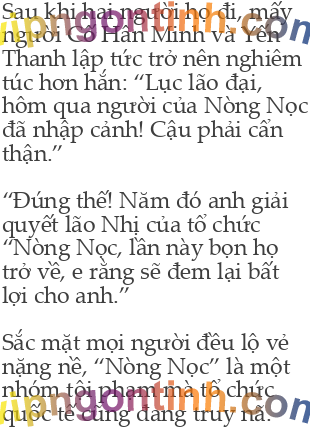 Sau khi hai người họ đi, mấy
người Cố Hân Minh và Yên
Thanh lập tức trở nên nghiêm
túc hơn hẳn: “Lục lão đại,
hôm qua người của Nòng Nọc
đã nhập cảnh! Cậu phải cẩn
thận.”
“Đúng thế! Năm đó anh giải
quyết lão Nhị của tổ chức
“Nòng Nọc, lần này bọn họ
trở về, e rằng sẽ đem lại bất
lợi cho anh.”
Sắc mặt mọi người đều lộ vẻ
nặng nề, “Nòng Nọc” là một
nhóm tội phạm mà tổ chức
quốc tế cũng đang truy nã.
vipngontinh.com
vipngontinh.com